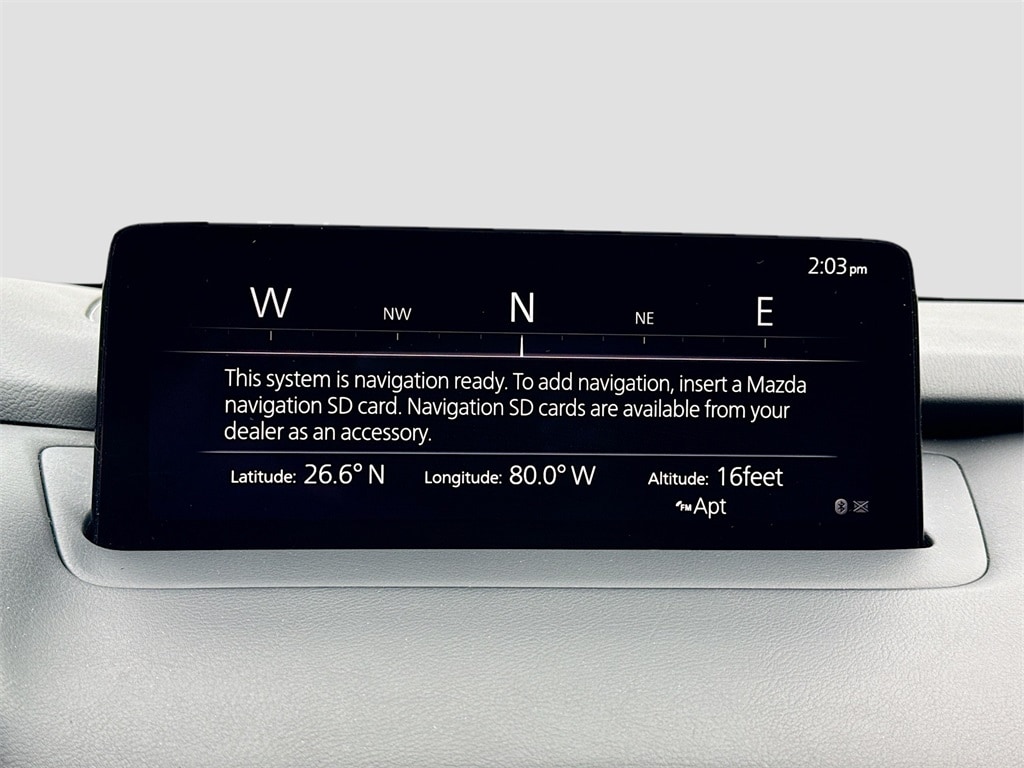 2:03 pm
W NW N NE E
This system is navigation ready. To add navigation, insert a Mazda
navigation SD card. Navigation SD cards are available from your
dealer as an accessory.
Latitude: 26.6° N Longitude: 80.0° W Altitude: 16feet
FM Apt